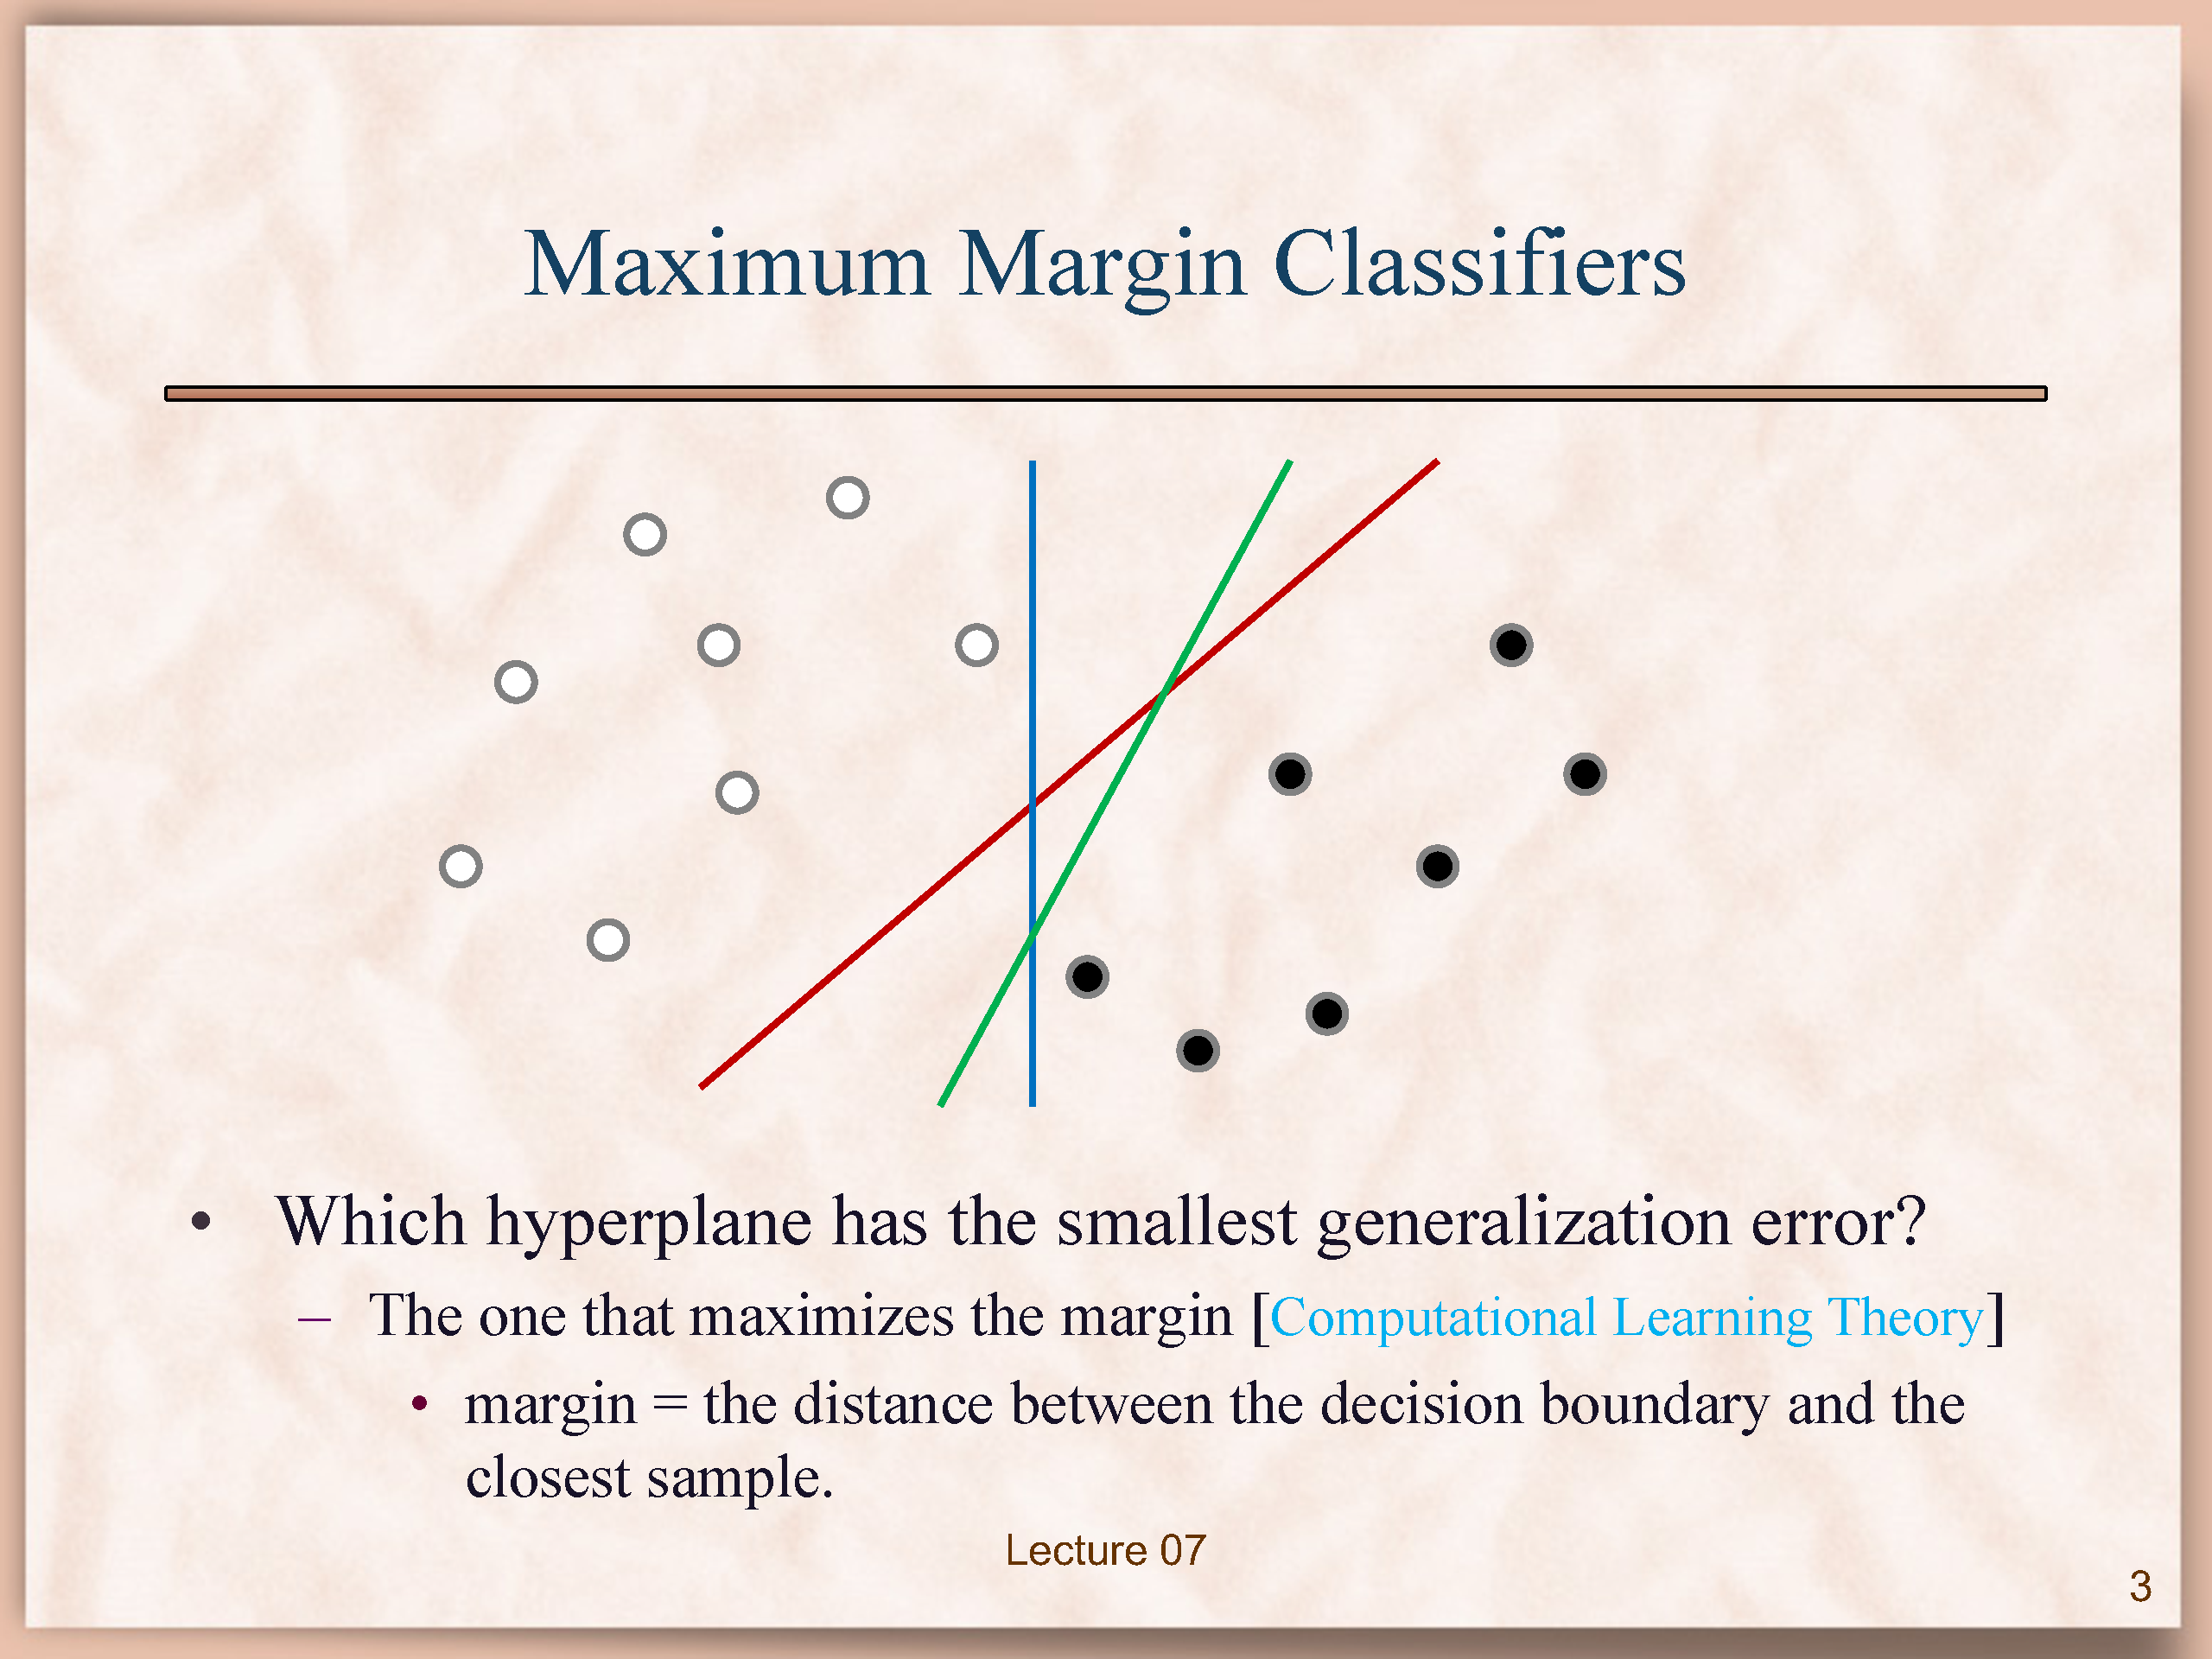 Maximum Margin Classifiers
• Which hyperplane has the smallest generalization error?
– The one that maximizes the margin [Computational Learning Theory]
• margin = the distance between the decision boundary and the
closest sample.
Lecture 07
3